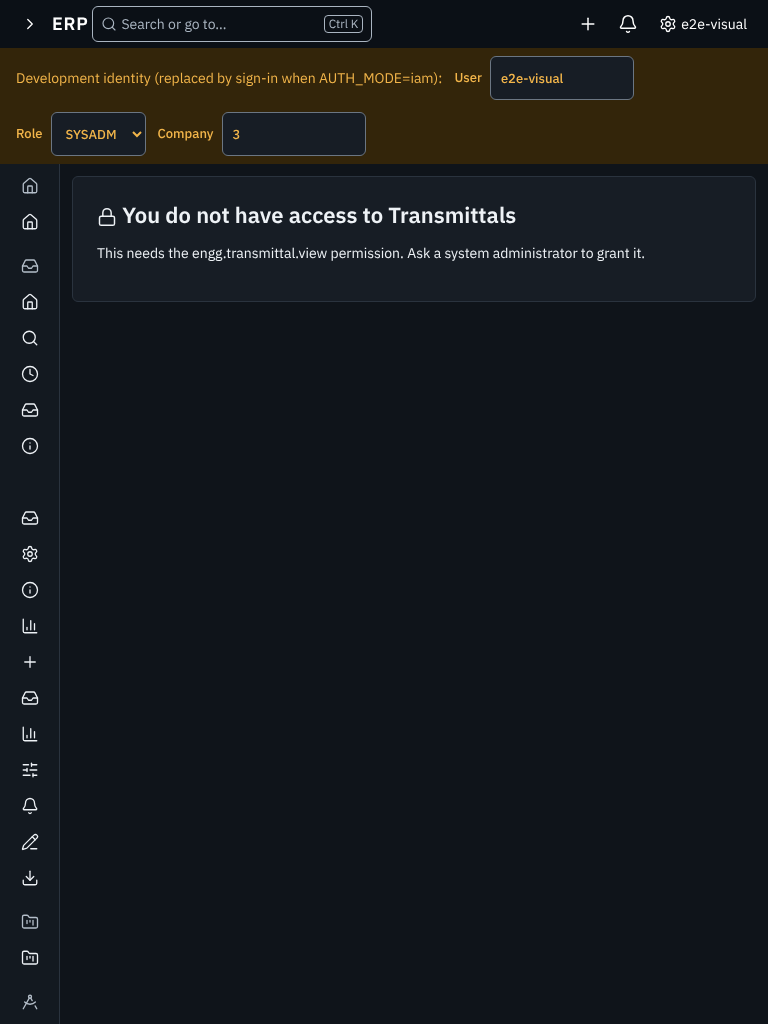 ERP Search or go to... Ctrl K e2e-visual
Development identity (replaced by sign-in when AUTH_MODE=iam): User e2e-visual
Role SYSADM Company 3
You do not have access to Transmittals
This needs the engg.transmittal.view permission. Ask a system administrator to grant it.